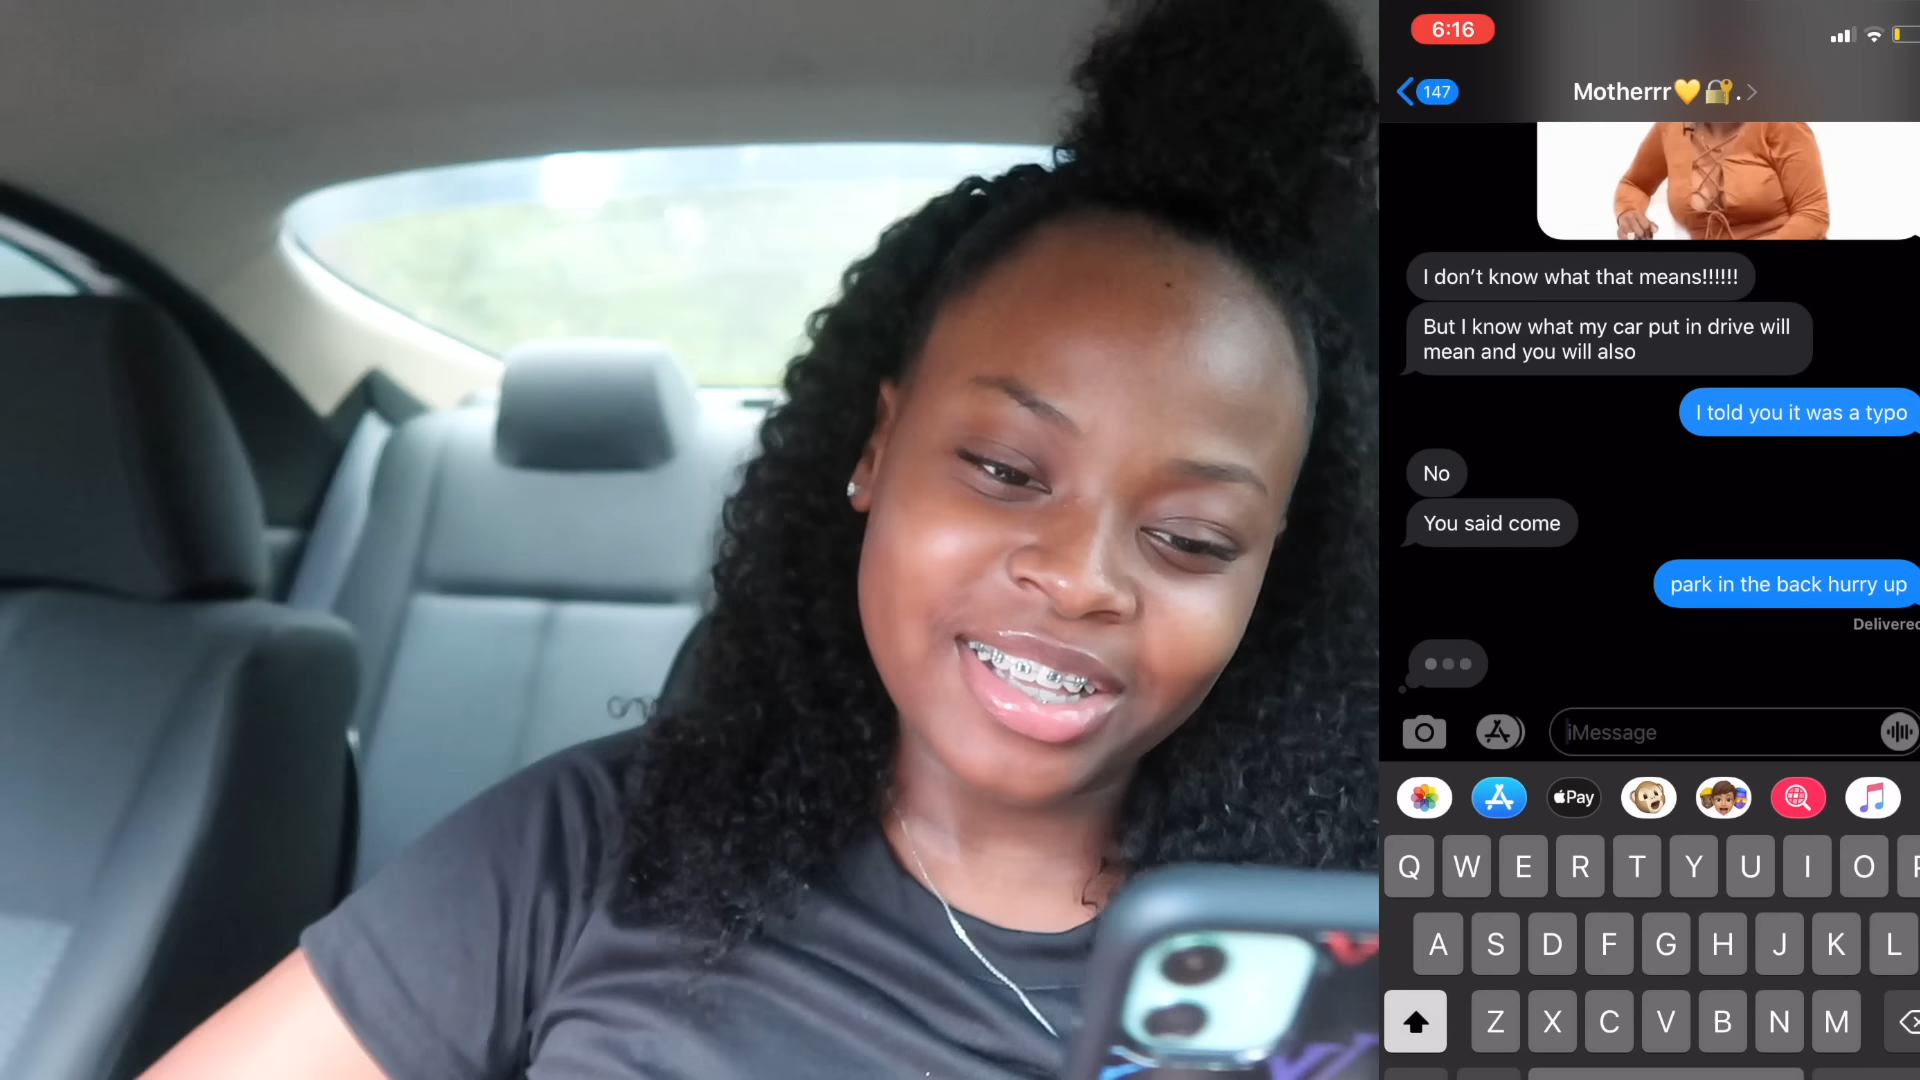 6:16
147
Motherrr💛🔐. >
I don't know what that means!!!!!!
But I know what my car put in drive will
mean and you will also
I told you it was a typo
No
You said come
park in the back hurry up
Delivered
iMessage
Pay
Q W E R T Y U I O P
A S D F G H J K L
Z X C V B N M